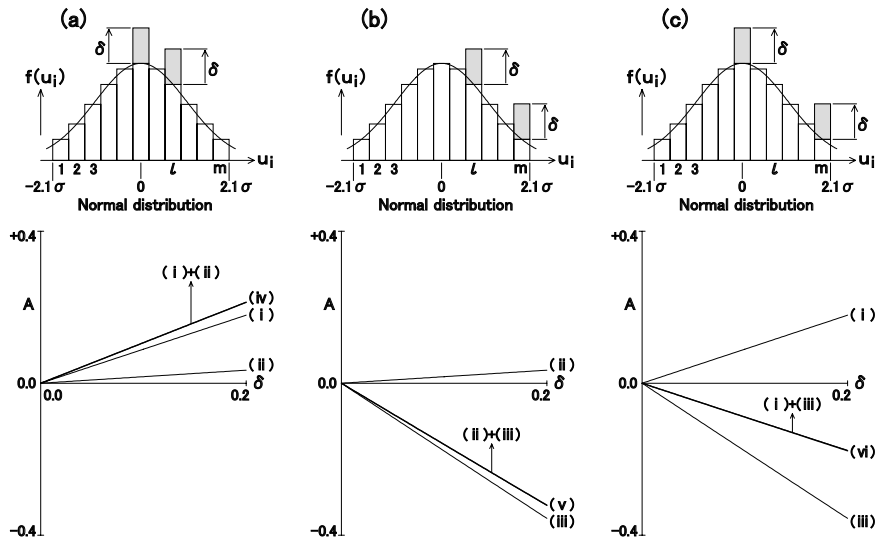 (a)
δ
δ
f(ui)
ui
1 2 3 l m
−2.1σ 0 2.1σ
Normal distribution
(b)
δ
δ
f(ui)
ui
1 2 3 l m
−2.1σ 0 2.1σ
Normal distribution
(c)
δ
δ
f(ui)
ui
1 2 3 l m
−2.1σ 0 2.1σ
Normal distribution
+0.4
A
0.0
−0.4
(i)+(ii)
(iv)
(i)
(ii)
δ
0.0 0.2
+0.4
A
0.0
−0.4
(ii)
δ
0.2
(ii)+(iii)
(v)
(iii)
+0.4
A
0.0
−0.4
(i)
δ
0.2
(i)+(iii)
(vi)
(iii)